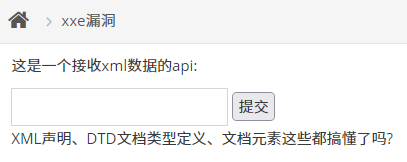 xxe漏洞
这是一个接收xml数据的api:
提交
XML声明、DTD文档类型定义、文档元素这些都搞懂了吗?